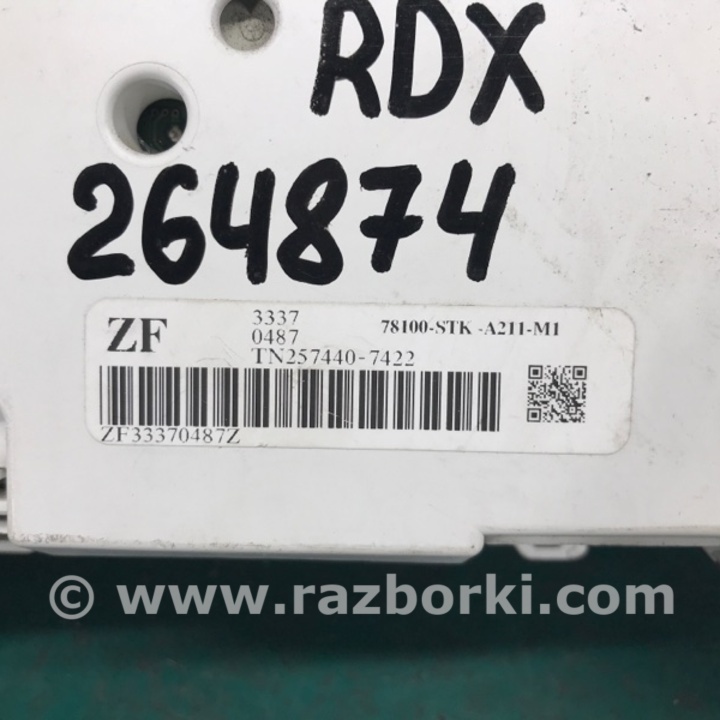 RDX
264874
ZF 3337 78100-STK -A211-M1
0487
TN257440-7422
ZF33370487Z
© www.razborki.com